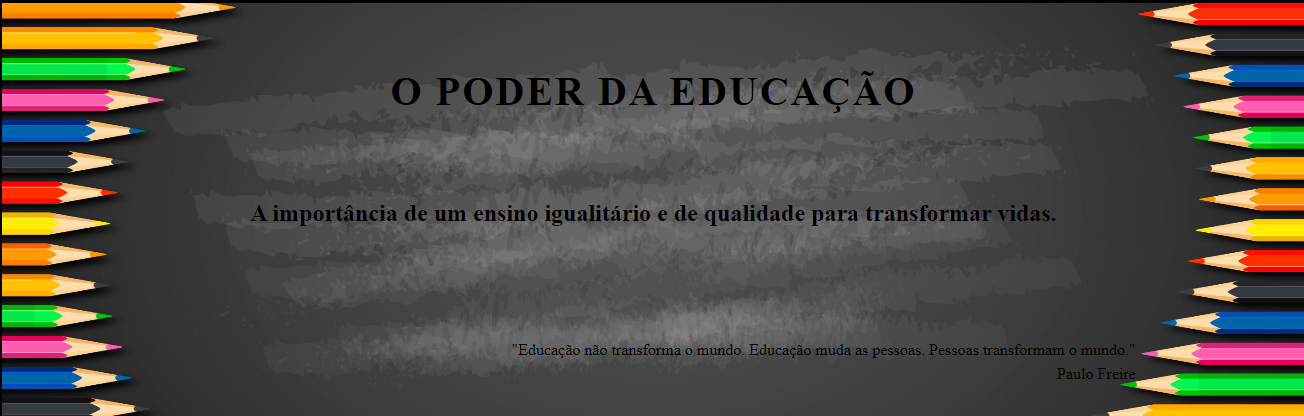 O PODER DA EDUCAÇÃO
A importância de um ensino igualitário e de qualidade para transformar vidas.
"Educação não transforma o mundo. Educação muda as pessoas. Pessoas transformam o mundo."
Paulo Freire